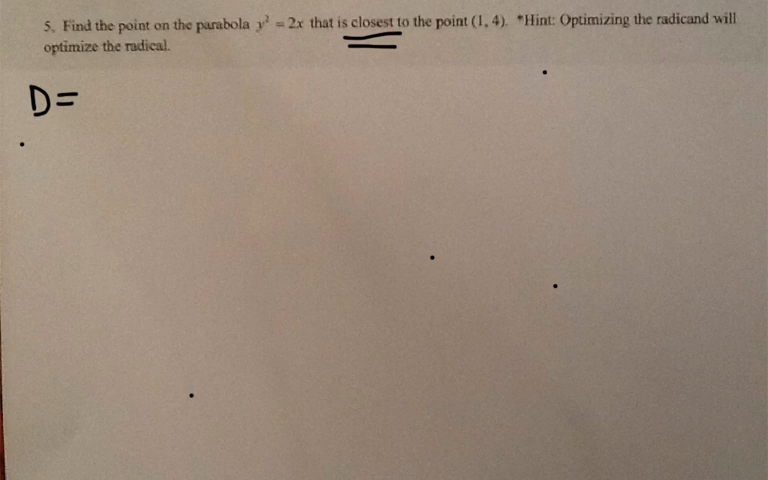 5. Find the point on the parabola y² = 2x that is closest to the point (1, 4). *Hint: Optimizing the radicand will
optimize the radical.
D=